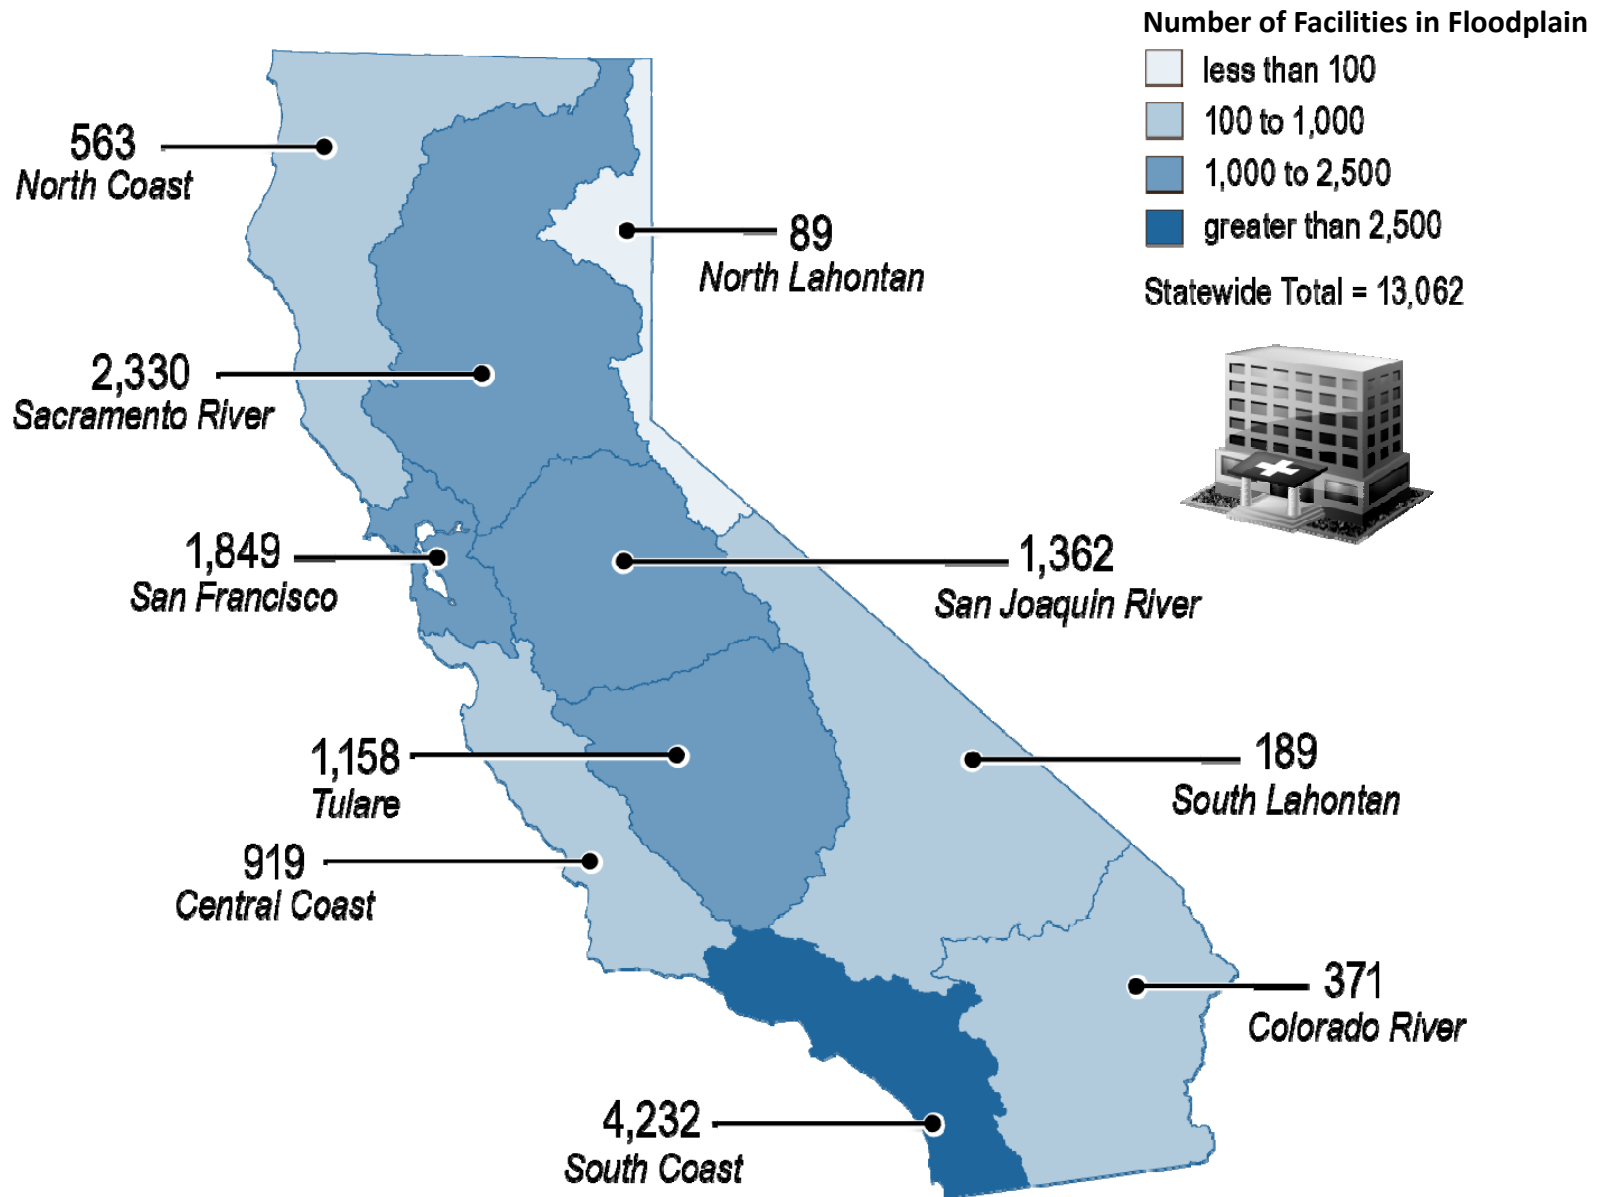 Number of Facilities in Floodplain
less than 100
100 to 1,000
1,000 to 2,500
greater than 2,500
Statewide Total = 13,062
563
North Coast
89
North Lahontan
2,330
Sacramento River
1,849
San Francisco
1,362
San Joaquin River
1,158
Tulare
189
South Lahontan
919
Central Coast
371
Colorado River
4,232
South Coast